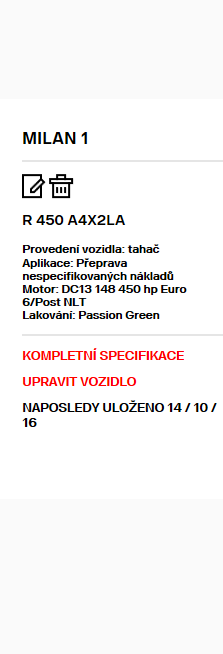 MILAN 1
R 450 A4X2LA
Provedení vozidla: tahač
Aplikace: Přeprava
nespecifikovaných nákladů
Motor: DC13 148 450 hp Euro
6/Post NLT
Lakování: Passion Green
KOMPLETNÍ SPECIFIKACE
UPRAVIT VOZIDLO
NAPOSLEDY ULOŽENO 14 / 10 /
16